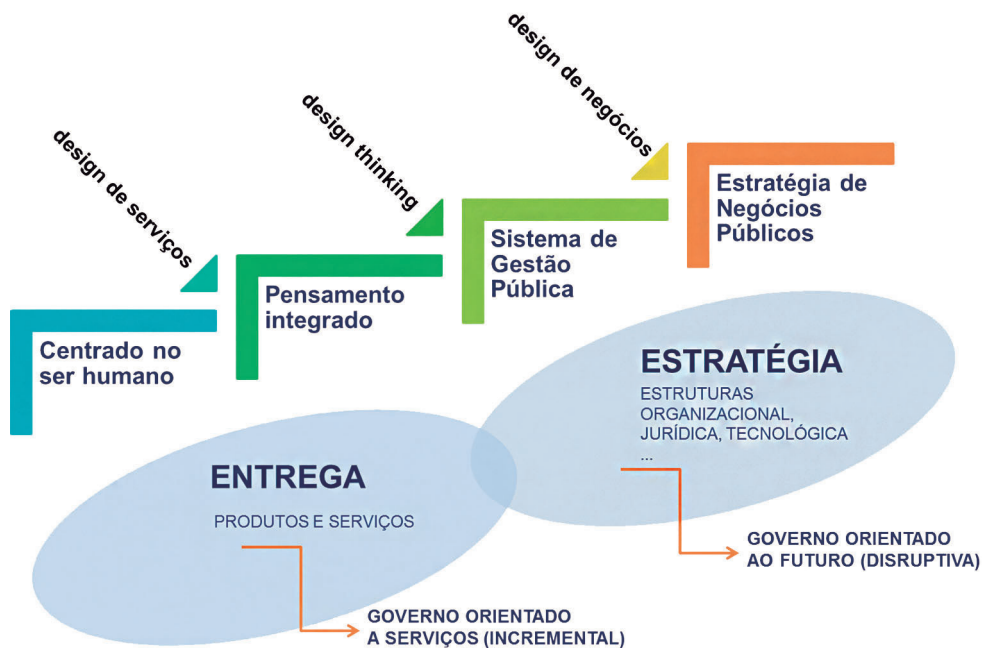 design de serviços
design thinking
design de negócios
Centrado no
ser humano
Pensamento
integrado
Sistema de
Gestão
Pública
Estratégia de
Negócios
Públicos
ENTREGA
PRODUTOS E SERVIÇOS
GOVERNO ORIENTADO
A SERVIÇOS (INCREMENTAL)
ESTRATÉGIA
ESTRUTURAS
ORGANIZACIONAL,
JURÍDICA, TECNOLÓGICA
...
GOVERNO ORIENTADO
AO FUTURO (DISRUPTIVA)